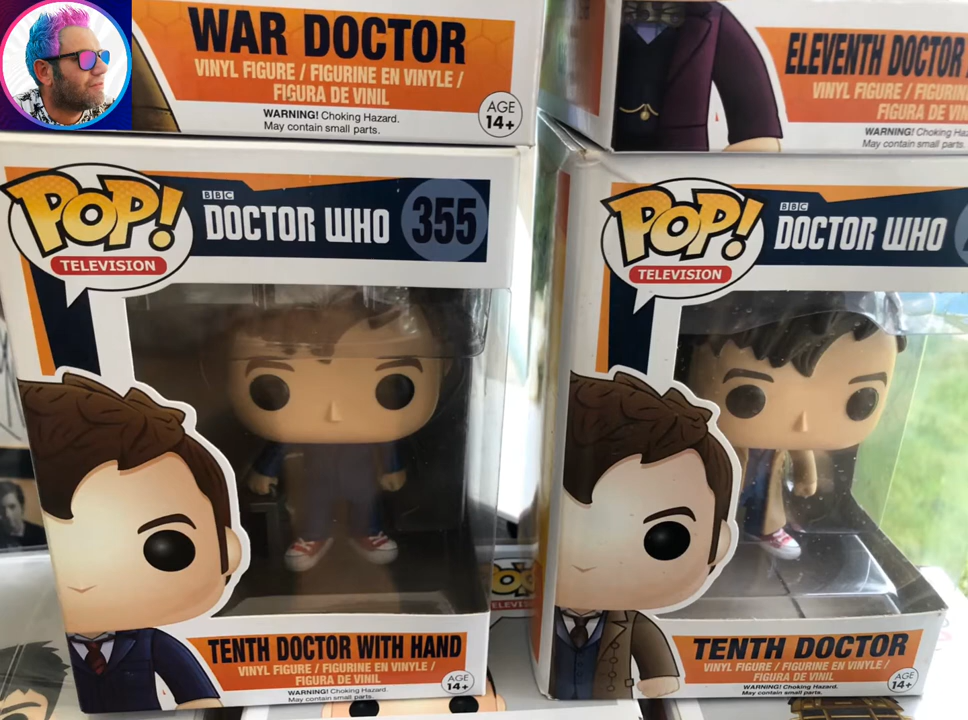 WAR DOCTOR
VINYL FIGURE / FIGURINE EN VINYLE /
FIGURA DE VINIL
WARNING! Choking Hazard.
May contain small parts.
AGE
14+
ELEVENTH DOCTOR
VINYL FIGURE / FIGURIN
FIGURA DE VIN
WARNING! Choking Haza
May contain small parts.
POP!
TELEVISION
BBC
DOCTOR WHO
355
TENTH DOCTOR WITH HAND
VINYL FIGURE / FIGURINE EN VINYLE /
FIGURA DE VINIL
WARNING! Choking Hazard.
May contain small parts.
AGE
14+
POP!
TELEVISION
BBC
DOCTOR WHO
TENTH DOCTOR
VINYL FIGURE / FIGURINE EN VINYLE /
FIGURA DE VINIL
WARNING! Choking Hazard.
May contain small parts.
AGE
14+